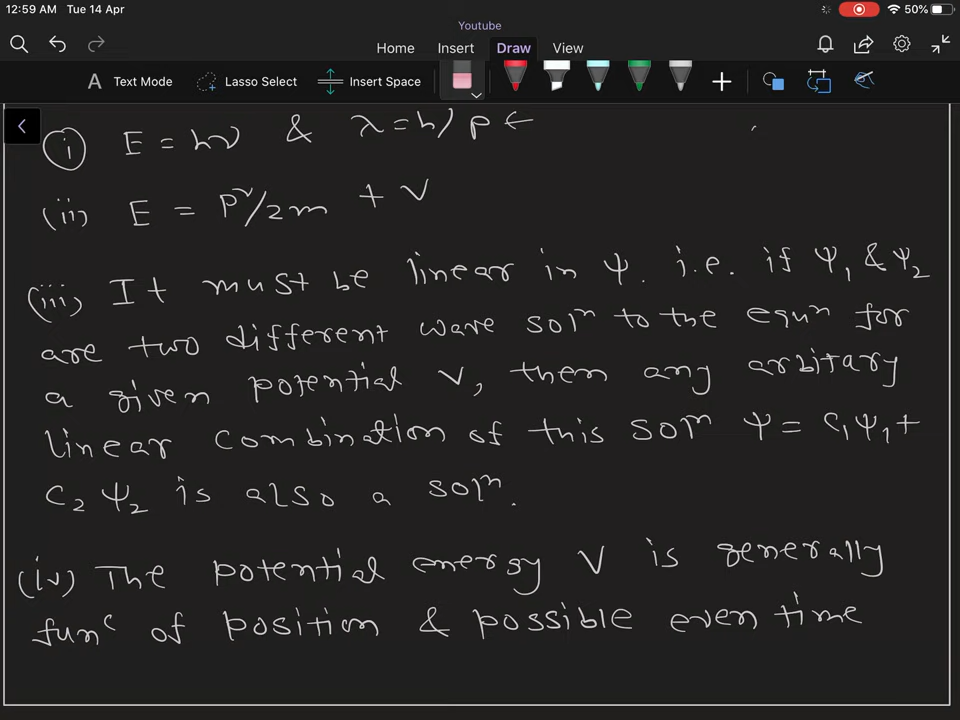 12:59 AM Tue 14 Apr
50%
Youtube
Home Insert Draw View
A Text Mode Lasso Select Insert Space
(i) E = hν & λ = h/p ←
(ii) E = p²/2m + V
(iii) It must be linear in ψ. i.e. if ψ₁ & ψ₂
are two different wave solⁿ to the equⁿ for
a given potential V, then any arbitary
linear combination of this solⁿ ψ = c₁ψ₁ +
c₂ψ₂ is also a solⁿ.
(iv) The potential energy V is generally
funᶜ of position & possible even time